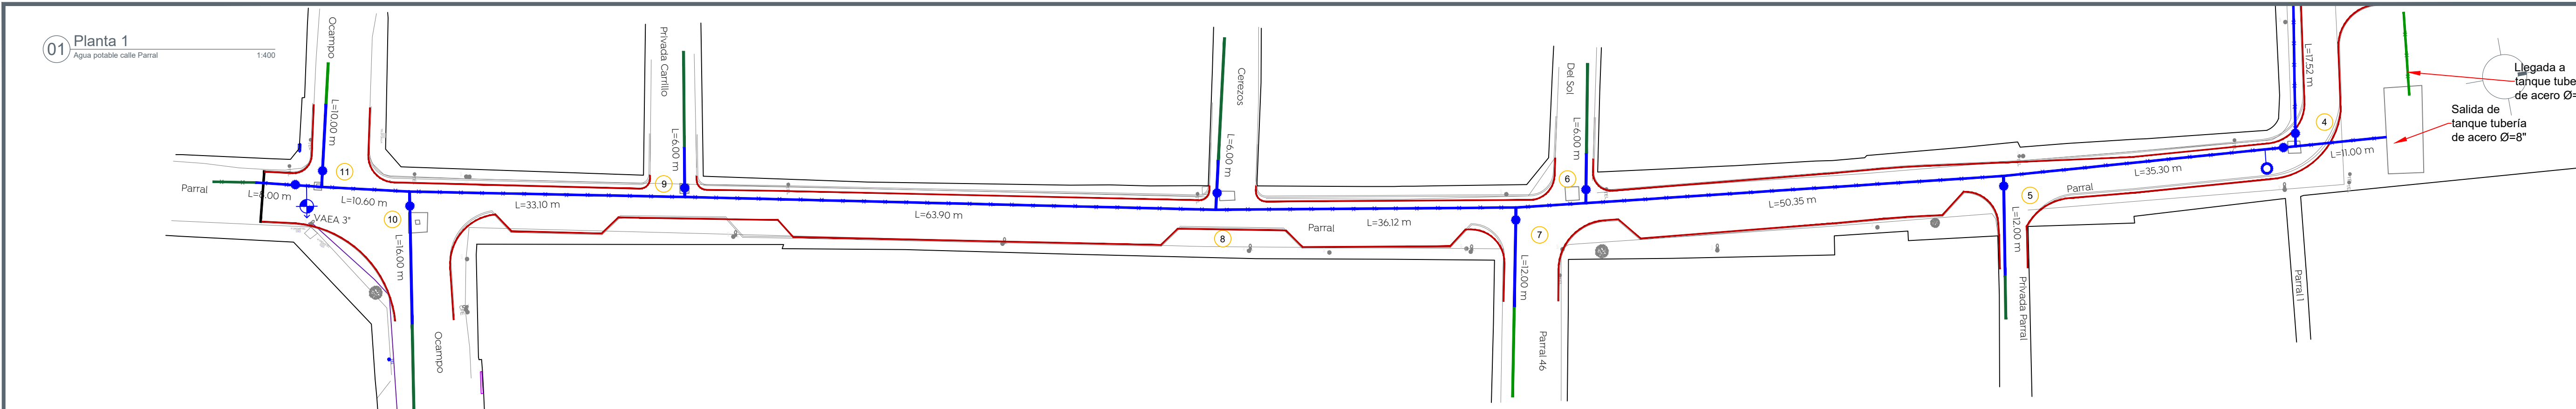 01
Planta 1
Agua potable calle Parral
1:400
Ocampo
Privada Carrillo
Cerezos
Del Sol
L=17.52 m
Llegada a
tanque
de acero
Salida de
tanque tubería
de acero Ø=8"
L=10.00 m
L=6.00 m
L=6.00 m
L=6.00 m
4
L=11.00 m
11
9
6
5
Parral
L=8.00 m
L=10.60 m
L=33.10 m
L=63.90 m
L=36.12 m
L=50.35 m
L=35.30 m
Parral
VAEA 3"
10
8
Parral
7
L=16.00 m
L=12.00 m
L=12.00 m
Ocampo
Parral 46
Privada Parral
Parral 1